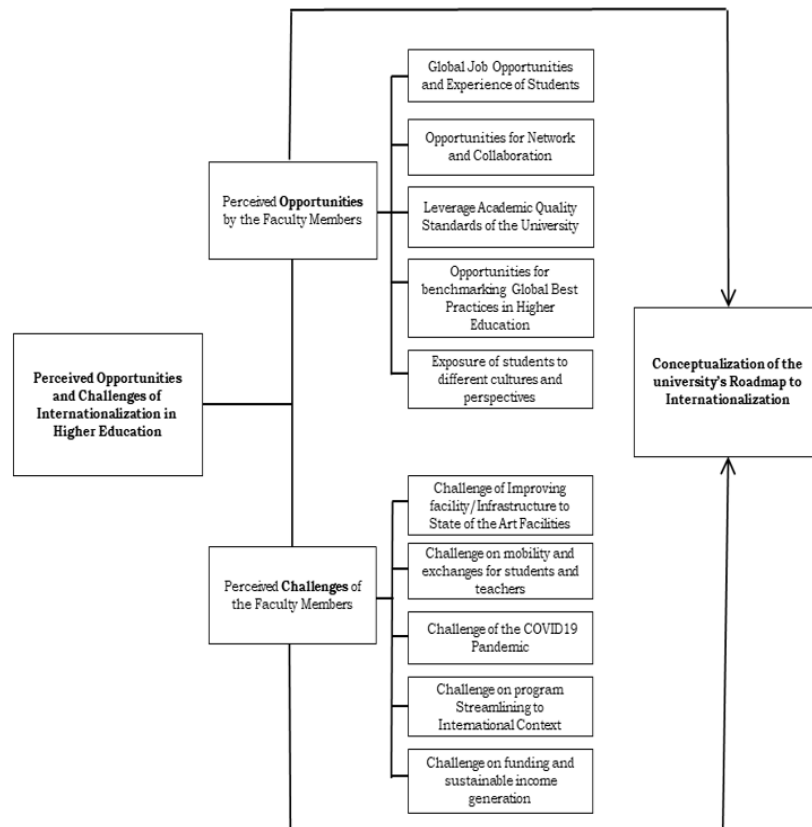 Global Job Opportunities
and Experience of Students
Opportunities for Network
and Collaboration
Perceived Opportunities
by the Faculty Members
Leverage Academic Quality
Standards of the University
Opportunities for
benchmarking Global Best
Practices in Higher
Education
Exposure of students to
different cultures and
perspectives
Perceived Opportunities
and Challenges of
Internationalization in
Higher Education
Conceptualization of the
university's Roadmap to
Internationalization
Challenge of Improving
facility/Infrastructure to
State of the Art Facilities
Challenge on mobility and
exchanges for students and
teachers
Perceived Challenges of
the Faculty Members
Challenge of the COVID19
Pandemic
Challenge on program
Streamlining to
International Context
Challenge on funding and
sustainable income
generation